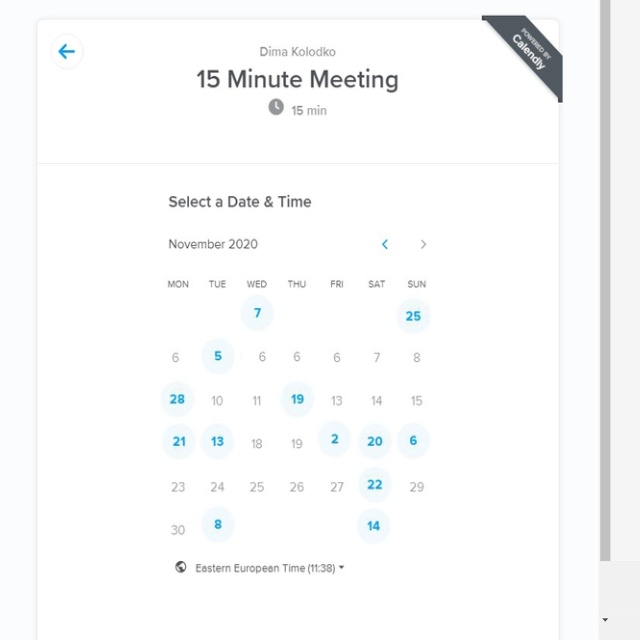 POWERED BY
Calendly
Dima Kolodko
15 Minute Meeting
15 min
Select a Date & Time
November 2020
MON TUE WED THU FRI SAT SUN
7 25
6 5 6 6 6 7 8
28 10 11 19 13 14 15
21 13 18 19 2 20 6
23 24 25 26 27 22 29
30 8 14
Eastern European Time (11:38)